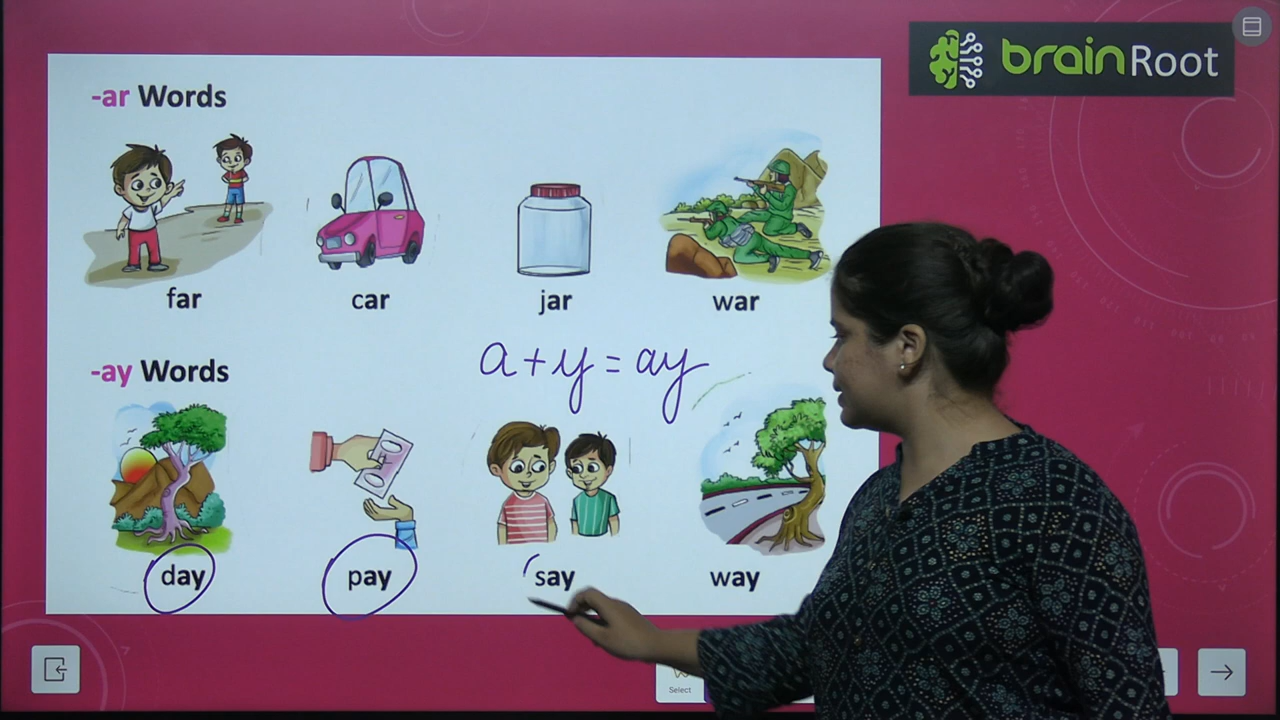 brainRoot
-ar Words
far car jar war
a + y = ay
-ay Words
day pay say way
Select